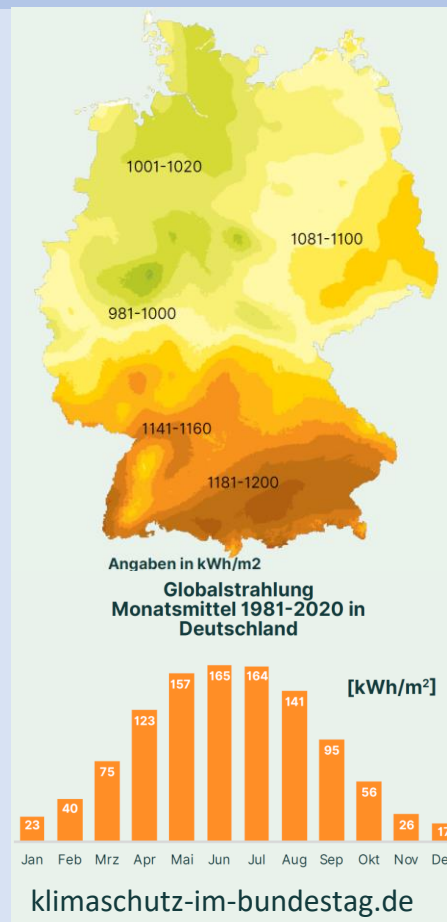 1001-1020
1081-1100
981-1000
1141-1160
1181-1200
Angaben in kWh/m2
Globalstrahlung
Monatsmittel 1981-2020 in
Deutschland
[kWh/m²]
23 40 75 123 157 165 164 141 95 56 26 17
Jan Feb Mrz Apr Mai Jun Jul Aug Sep Okt Nov De
klimaschutz-im-bundestag.de